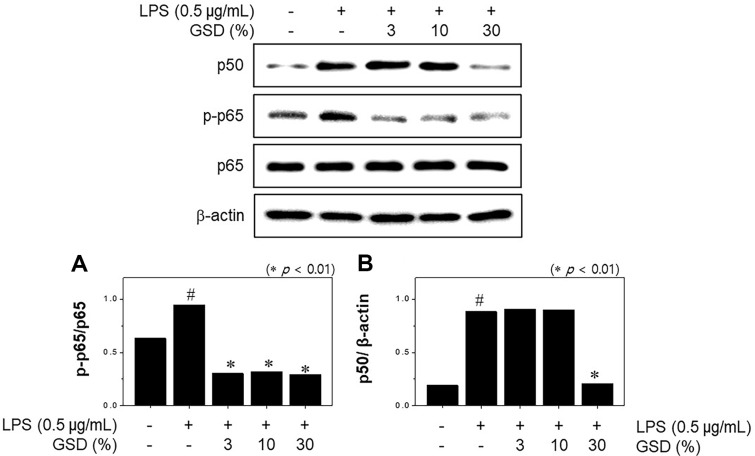 LPS (0.5 μg/mL) - + + + +
GSD (%) - - 3 10 30
p50
p-p65
p65
β-actin
A
(* p < 0.01)
p-p65/p65
1.0
0.5
0.0
#
* * *
LPS (0.5 μg/mL) - + + + +
GSD (%) - - 3 10 30
B
(* p < 0.01)
p50/ β-actin
1.0
0.5
0.0
#
*
- + + + + LPS (0.5 μg/mL)
- - 3 10 30 GSD (%)